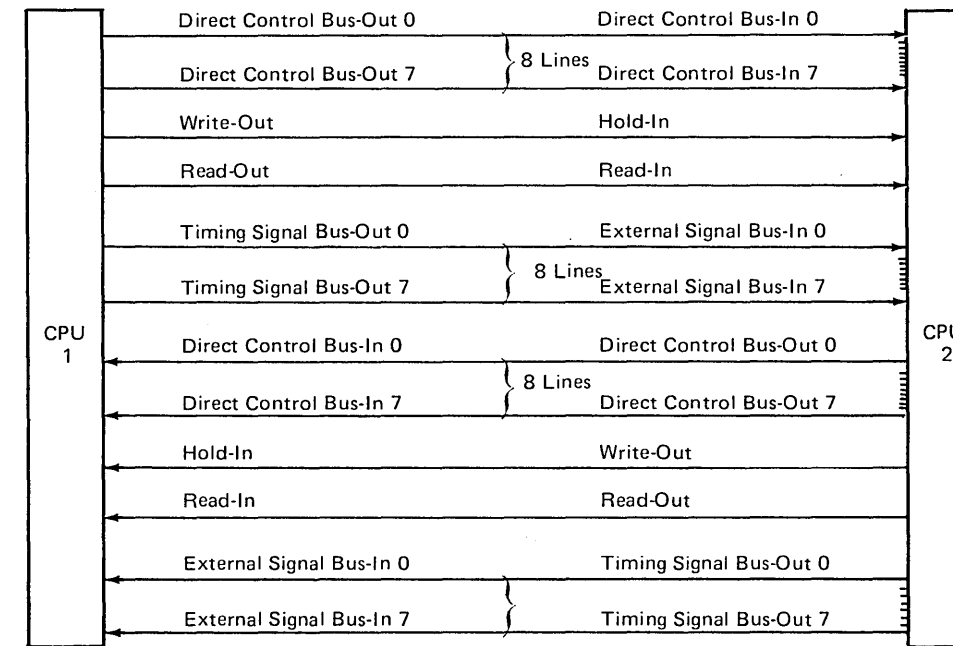 Direct Control Bus-Out 0 Direct Control Bus-In 0
8 Lines
Direct Control Bus-Out 7 Direct Control Bus-In 7
Write-Out Hold-In
Read-Out Read-In
Timing Signal Bus-Out 0 External Signal Bus-In 0
8 Lines
Timing Signal Bus-Out 7 External Signal Bus-In 7
CPU
1
CPU
2
Direct Control Bus-In 0 Direct Control Bus-Out 0
8 Lines
Direct Control Bus-In 7 Direct Control Bus-Out 7
Hold-In Write-Out
Read-In Read-Out
External Signal Bus-In 0 Timing Signal Bus-Out 0
External Signal Bus-In 7 Timing Signal Bus-Out 7